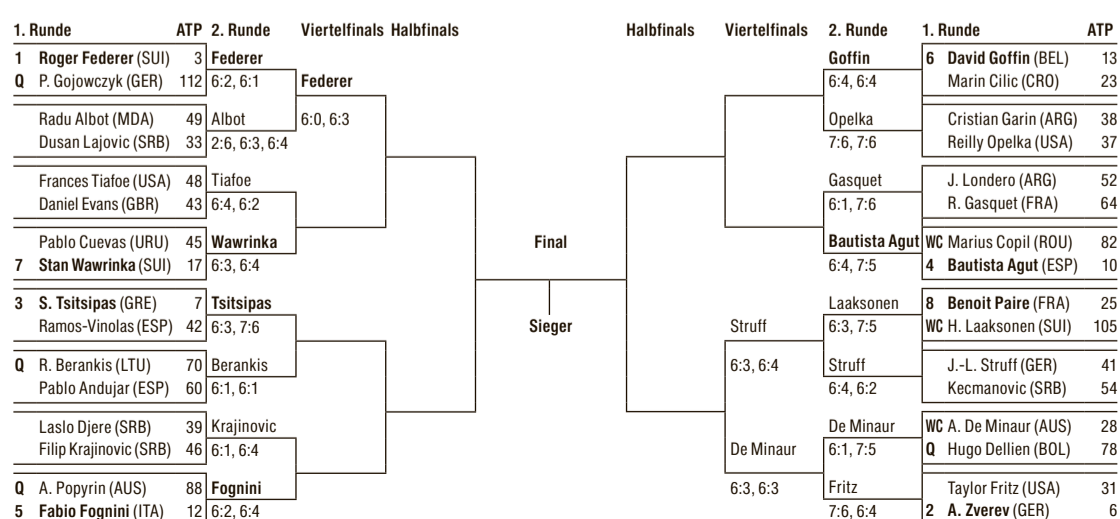 1. Runde ATP 2. Runde Viertelfinals Halbfinals
1 Roger Federer (SUI) 3 Federer
Q P. Gojowczyk (GER) 112 6:2, 6:1 Federer
Radu Albot (MDA) 49 Albot 6:0, 6:3
Dusan Lajovic (SRB) 33 2:6, 6:3, 6:4
Frances Tiafoe (USA) 48 Tiafoe
Daniel Evans (GBR) 43 6:4, 6:2
Pablo Cuevas (URU) 45 Wawrinka
7 Stan Wawrinka (SUI) 17 6:3, 6:4
3 S. Tsitsipas (GRE) 7 Tsitsipas
Ramos-Vinolas (ESP) 42 6:3, 7:6
Q R. Berankis (LTU) 70 Berankis
Pablo Andujar (ESP) 60 6:1, 6:1
Laslo Djere (SRB) 39 Krajinovic
Filip Krajinovic (SRB) 46 6:1, 6:4
Q A. Popyrin (AUS) 88 Fognini
5 Fabio Fognini (ITA) 12 6:2, 6:4
Final
Sieger
Halbfinals Viertelfinals 2. Runde 1. Runde ATP
Goffin 6 David Goffin (BEL) 13
6:4, 6:4 Marin Cilic (CRO) 23
Opelka Cristian Garin (ARG) 38
7:6, 7:6 Reilly Opelka (USA) 37
Gasquet J. Londero (ARG) 52
6:1, 7:6 R. Gasquet (FRA) 64
Bautista Agut WC Marius Copil (ROU) 82
6:4, 7:5 4 Bautista Agut (ESP) 10
Laaksonen 8 Benoit Paire (FRA) 25
Struff 6:3, 7:5 WC H. Laaksonen (SUI) 105
6:3, 6:4 Struff J.-L. Struff (GER) 41
6:4, 6:2 Kecmanovic (SRB) 54
De Minaur WC A. De Minaur (AUS) 28
De Minaur 6:1, 7:5 Q Hugo Dellien (BOL) 78
6:3, 6:3 Fritz Taylor Fritz (USA) 31
7:6, 6:4 2 A. Zverev (GER) 6